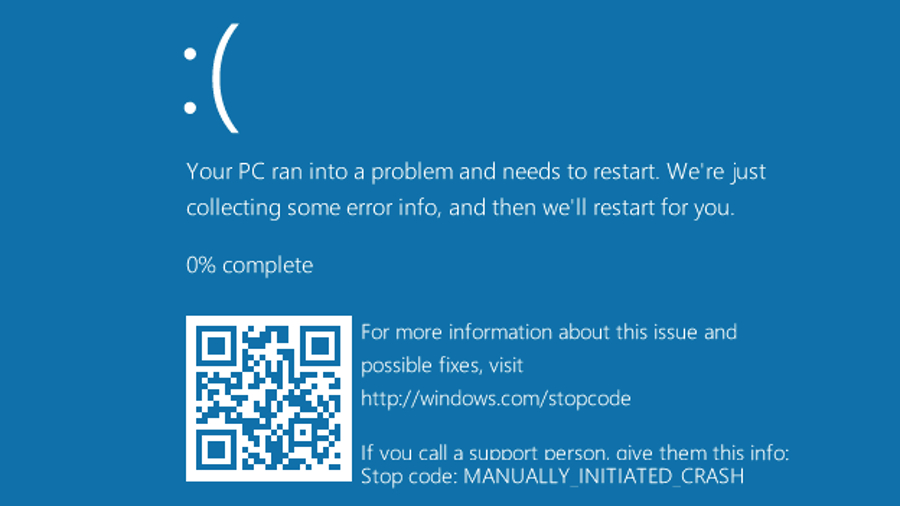 :(
Your PC ran into a problem and needs to restart. We're just
collecting some error info, and then we'll restart for you.
0% complete
For more information about this issue and
possible fixes, visit
http://windows.com/stopcode
If you call a support person, give them this info:
Stop code: MANUALLY_INITIATED_CRASH